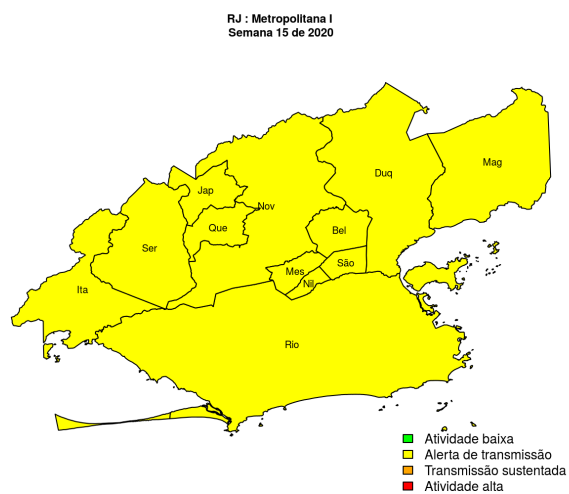 RJ : Metropolitana I
Semana 15 de 2020
Mag
Duq
Jap
Nov
Que
Bel
Ser
São
Mes
Nil
Ita
Rio
Atividade baixa
Alerta de transmissão
Transmissão sustentada
Atividade alta